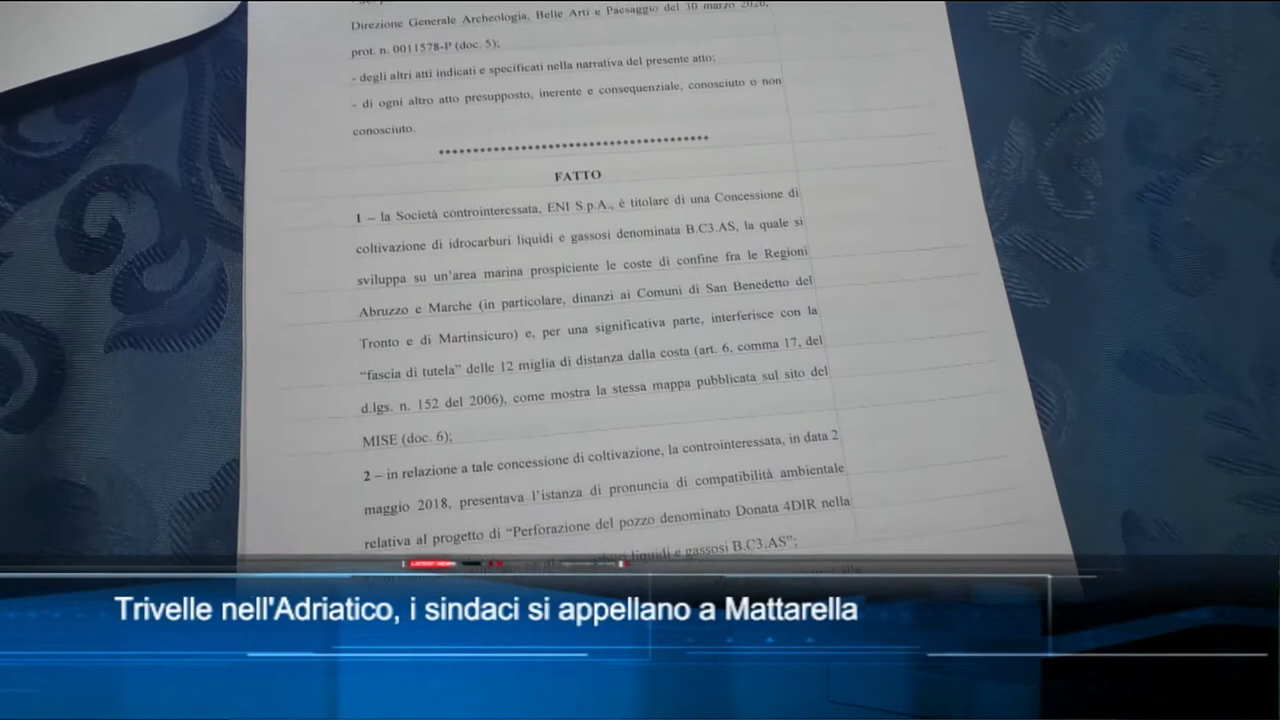 Direzione Generale Archeologia, Belle Arti e Paesaggio del 30 marzo 2020,
prot. n. 0011578-P (doc. 5);
- degli altri atti indicati e specificati nella narrativa del presente atto;
- di ogni altro atto presupposto, inerente e consequenziale, conosciuto o non
conosciuto.
****************************************
FATTO
1 – la Società controinteressata, ENI S.p.A., è titolare di una Concessione di
coltivazione di idrocarburi liquidi e gassosi denominata B.C3.AS, la quale si
sviluppa su un'area marina prospiciente le coste di confine fra le Regioni
Abruzzo e Marche (in particolare, dinanzi ai Comuni di San Benedetto del
Tronto e di Martinsicuro) e, per una significativa parte, interferisce con la
“fascia di tutela” delle 12 miglia di distanza dalla costa (art. 6, comma 17, del
d.lgs. n. 152 del 2006), come mostra la stessa mappa pubblicata sul sito del
MISE (doc. 6);
2 – in relazione a tale concessione di coltivazione, la controinteressata, in data 2
maggio 2018, presentava l'istanza di pronuncia di compatibilità ambientale
relativa al progetto di “Perforazione del pozzo denominato Donata 4DIR nella
liquidi e gassosi B.C3.AS”;
LATEST NEWS
Trivelle nell'Adriatico, i sindaci si appellano a Mattarella